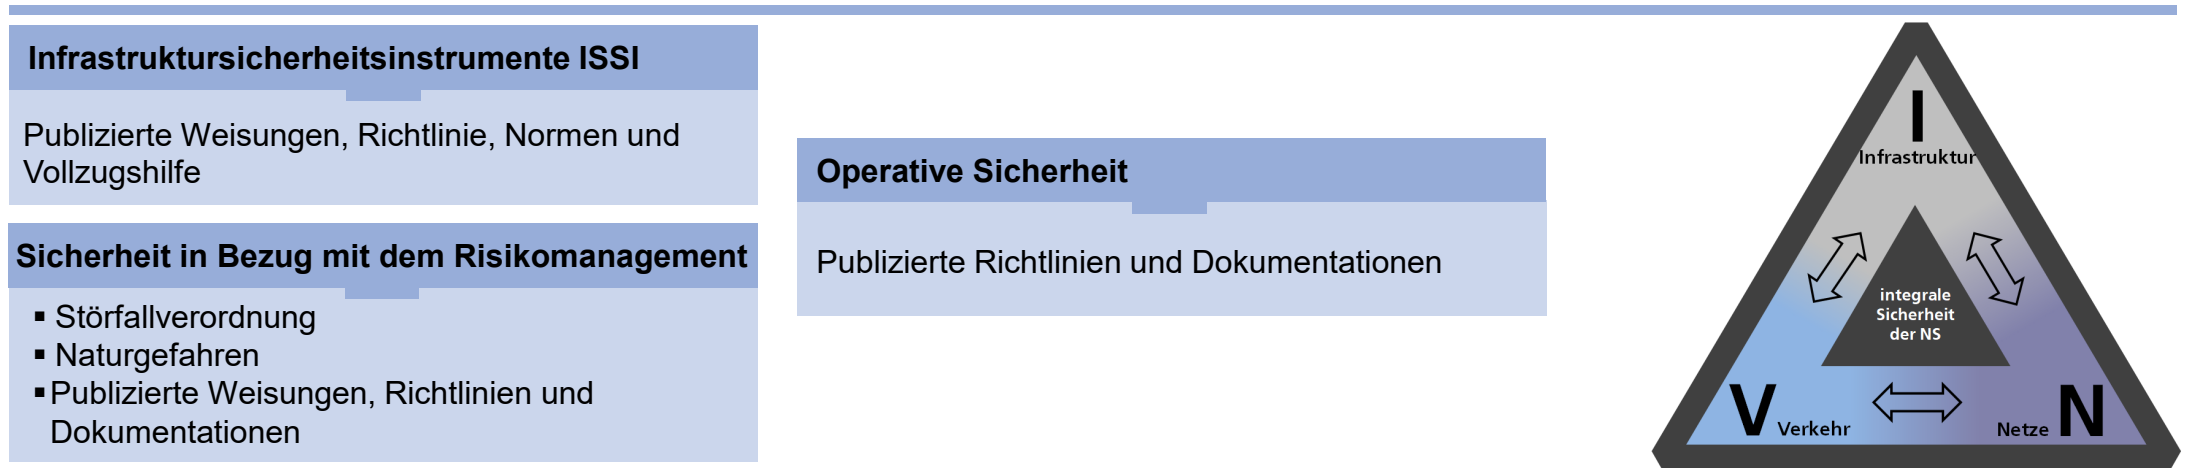 Infrastruktursicherheitsinstrumente ISSI
Publizierte Weisungen, Richtlinie, Normen und
Vollzugshilfe
Sicherheit in Bezug mit dem Risikomanagement
▪ Störfallverordnung
▪ Naturgefahren
▪ Publizierte Weisungen, Richtlinien und
Dokumentationen
Operative Sicherheit
Publizierte Richtlinien und Dokumentationen
I
Infrastruktur
integrale
Sicherheit
der NS
V Verkehr
Netze N